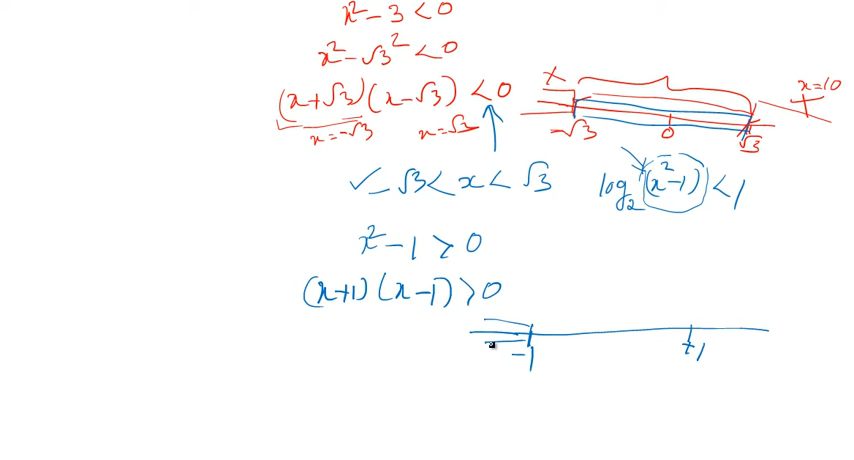 x² - 3 < 0
x² - √3² < 0
(x+√3)(x-√3) < 0
x=-√3 x=√3
x=10
-√3 0 √3
✓ -√3 < x < √3
log₂(x²-1) < 1
x² - 1 > 0
(x+1)(x-1) > 0
-1 +1